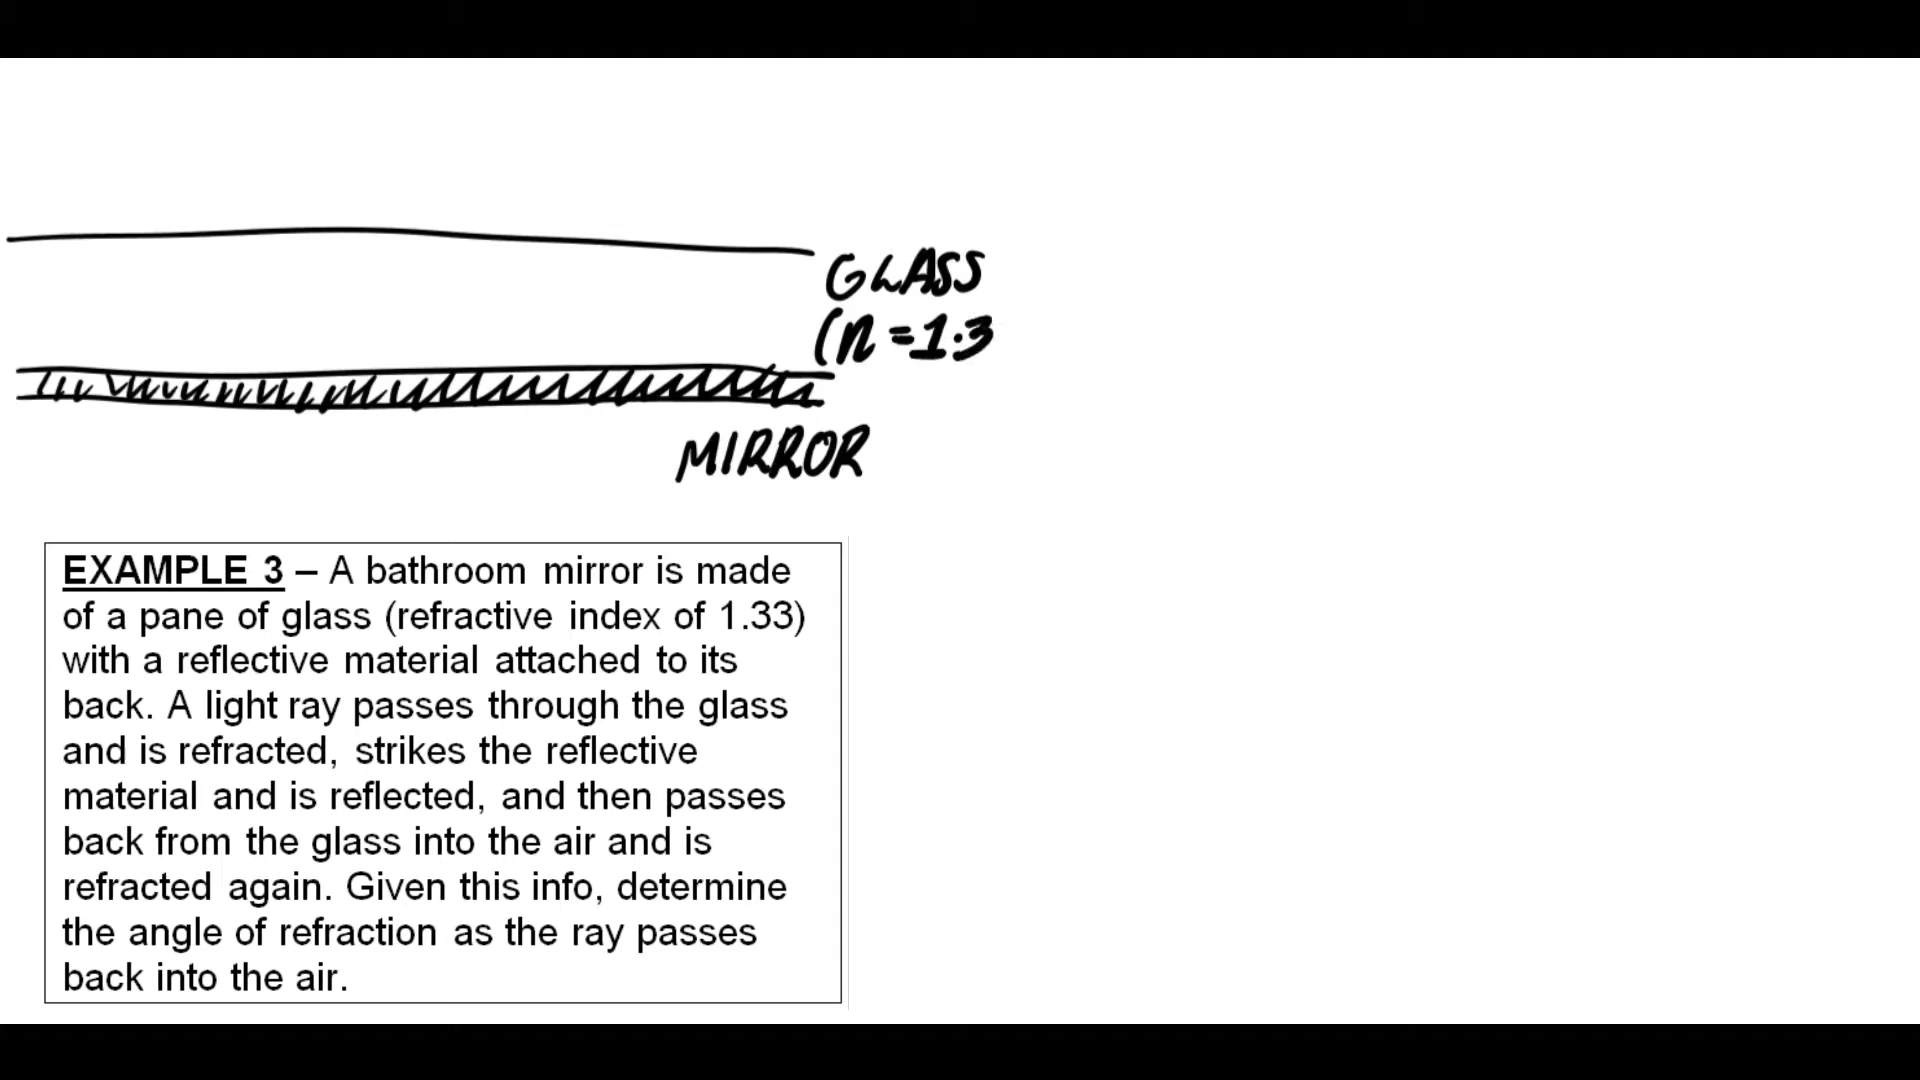 GLASS
(n=1.3
MIRROR
EXAMPLE 3 – A bathroom mirror is made
of a pane of glass (refractive index of 1.33)
with a reflective material attached to its
back. A light ray passes through the glass
and is refracted, strikes the reflective
material and is reflected, and then passes
back from the glass into the air and is
refracted again. Given this info, determine
the angle of refraction as the ray passes
back into the air.